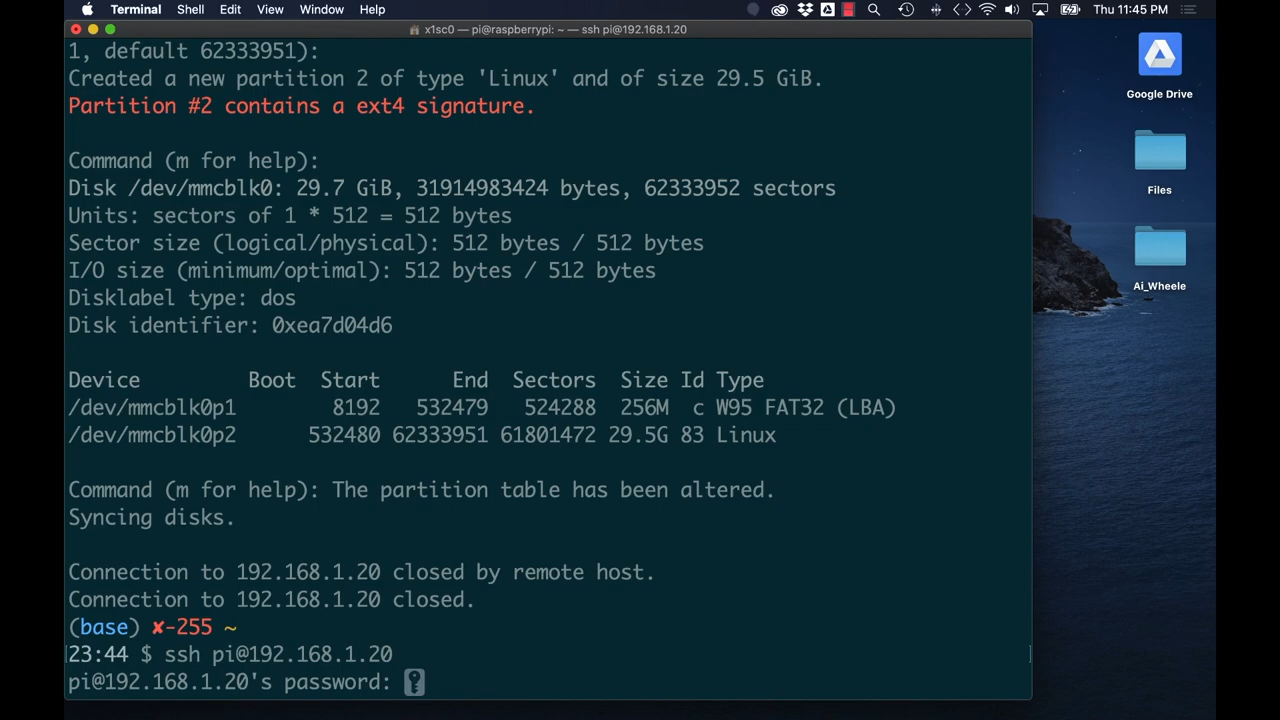 Terminal Shell Edit View Window Help Thu 11:45 PM
x1sc0 — pi@raspberrypi: ~ — ssh pi@192.168.1.20
1, default 62333951):
Created a new partition 2 of type 'Linux' and of size 29.5 GiB.
Partition #2 contains a ext4 signature.
Command (m for help):
Disk /dev/mmcblk0: 29.7 GiB, 31914983424 bytes, 62333952 sectors
Units: sectors of 1 * 512 = 512 bytes
Sector size (logical/physical): 512 bytes / 512 bytes
I/O size (minimum/optimal): 512 bytes / 512 bytes
Disklabel type: dos
Disk identifier: 0xea7d04d6
Device Boot Start End Sectors Size Id Type
/dev/mmcblk0p1 8192 532479 524288 256M c W95 FAT32 (LBA)
/dev/mmcblk0p2 532480 62333951 61801472 29.5G 83 Linux
Command (m for help): The partition table has been altered.
Syncing disks.
Connection to 192.168.1.20 closed by remote host.
Connection to 192.168.1.20 closed.
(base) ✘-255 ~
23:44 $ ssh pi@192.168.1.20
pi@192.168.1.20's password:
Google Drive
Files
Ai_Wheele